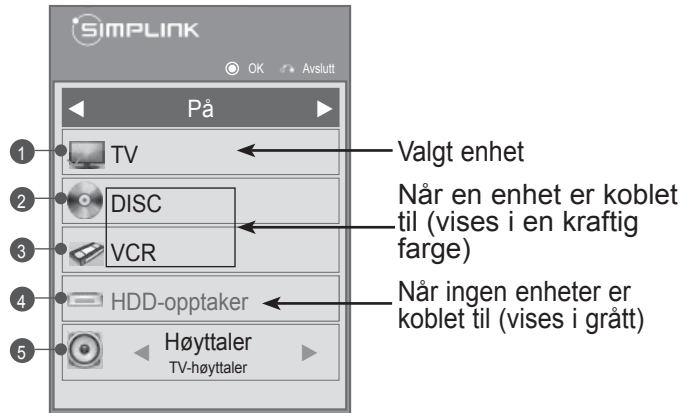 SIMPLINK
OK Avslutt
På
1 TV
Valgt enhet
2 DISC
3 VCR
Når en enhet er koblet
til (vises i en kraftig
farge)
4 HDD-opptaker
Når ingen enheter er
koblet til (vises i grått)
5 Høyttaler
TV-høyttaler